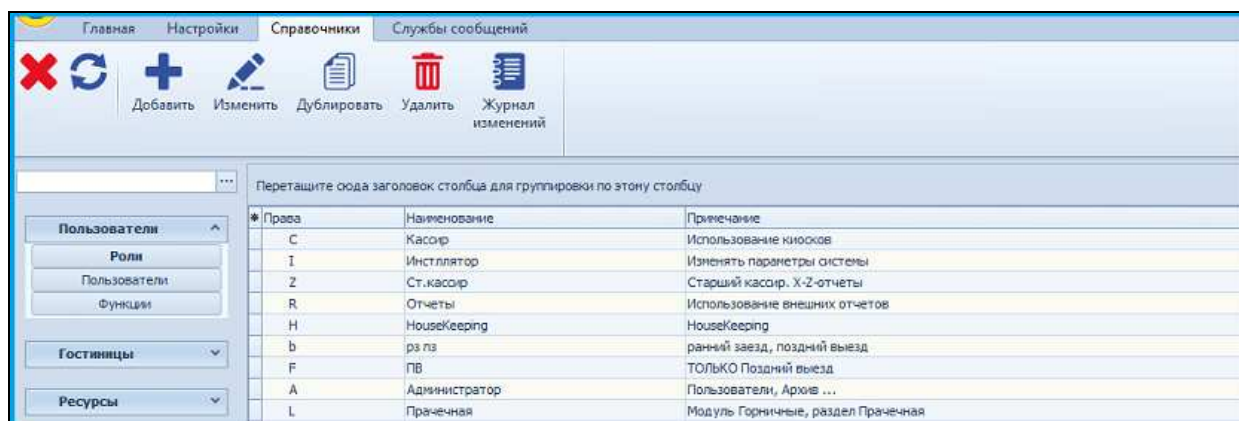 Главная Настройки Справочники Службы сообщений
Добавить Изменить Дублировать Удалить Журнал изменений
Перетащите сюда заголовок столбца для группировки по этому столбцу
Права Наименование Примечание
Пользователи
Роли
Пользователи
Функции
Гостиницы
Ресурсы
C Кассир Использование киосков
I Инстллятор Изменять параметры системы
Z Ст.кассир Старший кассир. X-Z-отчеты
R Отчеты Использование внешних отчетов
H HouseKeeping HouseKeeping
b рз пз ранний заезд, поздний выезд
F ПВ ТОЛЬКО Поздний выезд
A Администратор Пользователи, Архив ...
L Прачечная Модуль Горничные, раздел Прачечная